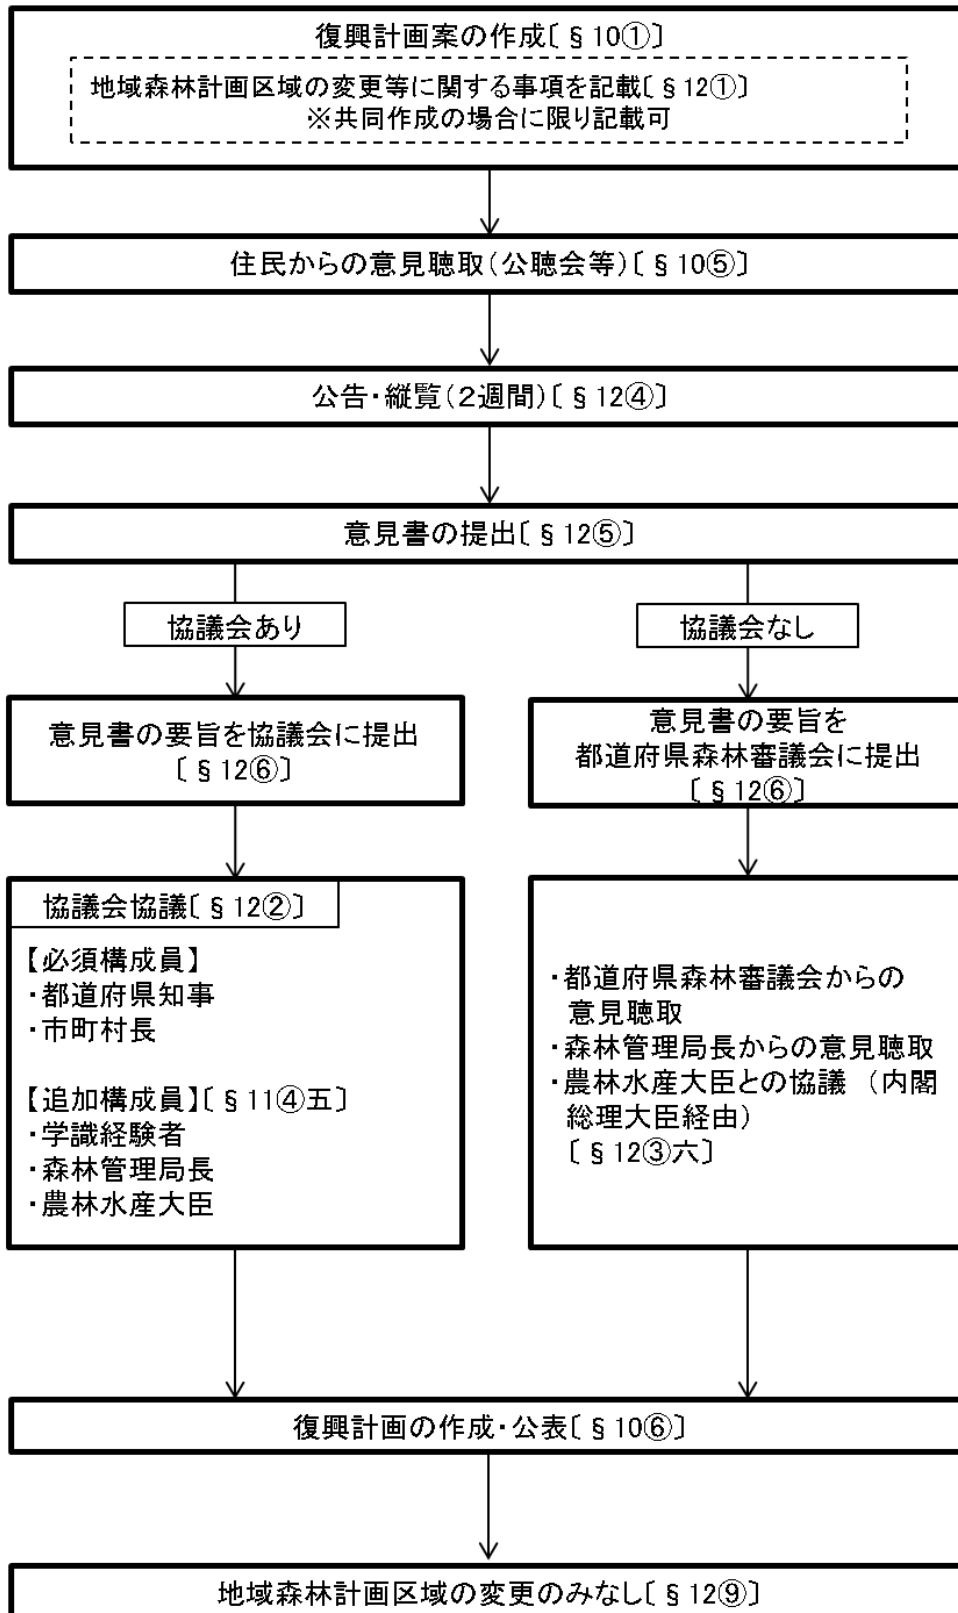 復興計画案の作成〔§10①〕
地域森林計画区域の変更等に関する事項を記載〔§12①〕
※共同作成の場合に限り記載可
住民からの意見聴取(公聴会等)〔§10⑤〕
公告・縦覧(2週間)〔§12④〕
意見書の提出〔§12⑤〕
協議会あり
意見書の要旨を協議会に提出
〔§12⑥〕
協議会協議〔§12②〕
【必須構成員】
・都道府県知事
・市町村長
【追加構成員】〔§11④五〕
・学識経験者
・森林管理局長
・農林水産大臣
協議会なし
意見書の要旨を
都道府県森林審議会に提出
〔§12⑥〕
・都道府県森林審議会からの
意見聴取
・森林管理局長からの意見聴取
・農林水産大臣との協議 (内閣
総理大臣経由)
〔§12③六〕
復興計画の作成・公表〔§10⑥〕
地域森林計画区域の変更のみなし〔§12⑨〕